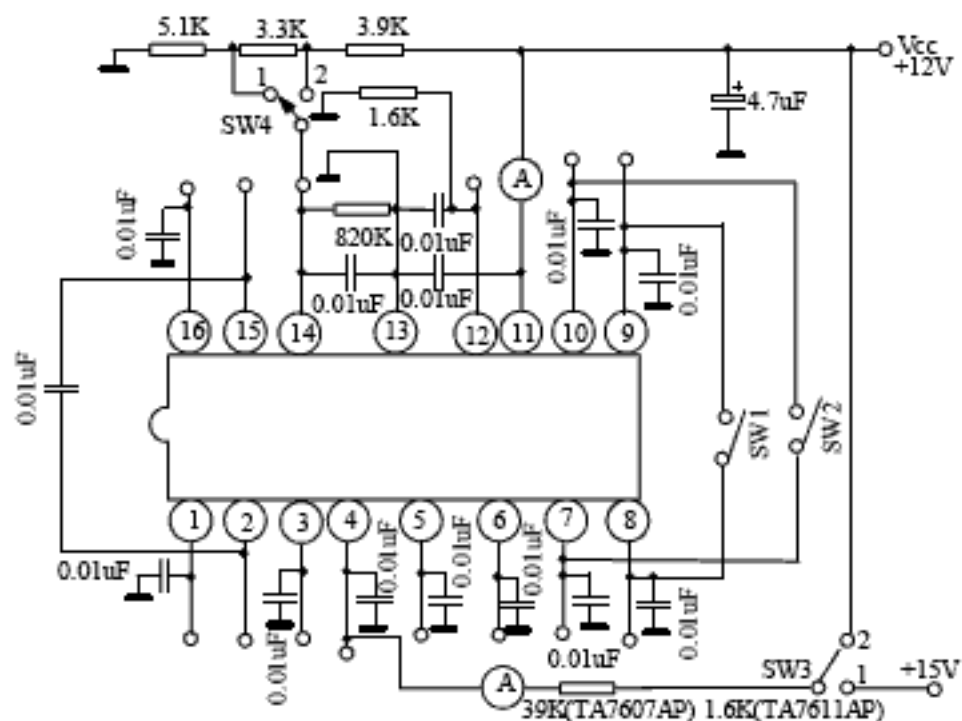 5.1K 3.3K 3.9K
Vcc
+12V
1 2
SW4
1.6K
+
4.7uF
A
0.01uF
820K
0.01uF
0.01uF
0.01uF
0.01uF
0.01uF
16 15 14 13 12 11 10 9
0.01uF
SW1
SW2
1 2 3 4 5 6 7 8
0.01uF
0.01uF
0.01uF
0.01uF
0.01uF
0.01uF
0.01uF
2
SW3
1
+15V
A
39K(TA7607AP) 1.6K(TA7611AP)